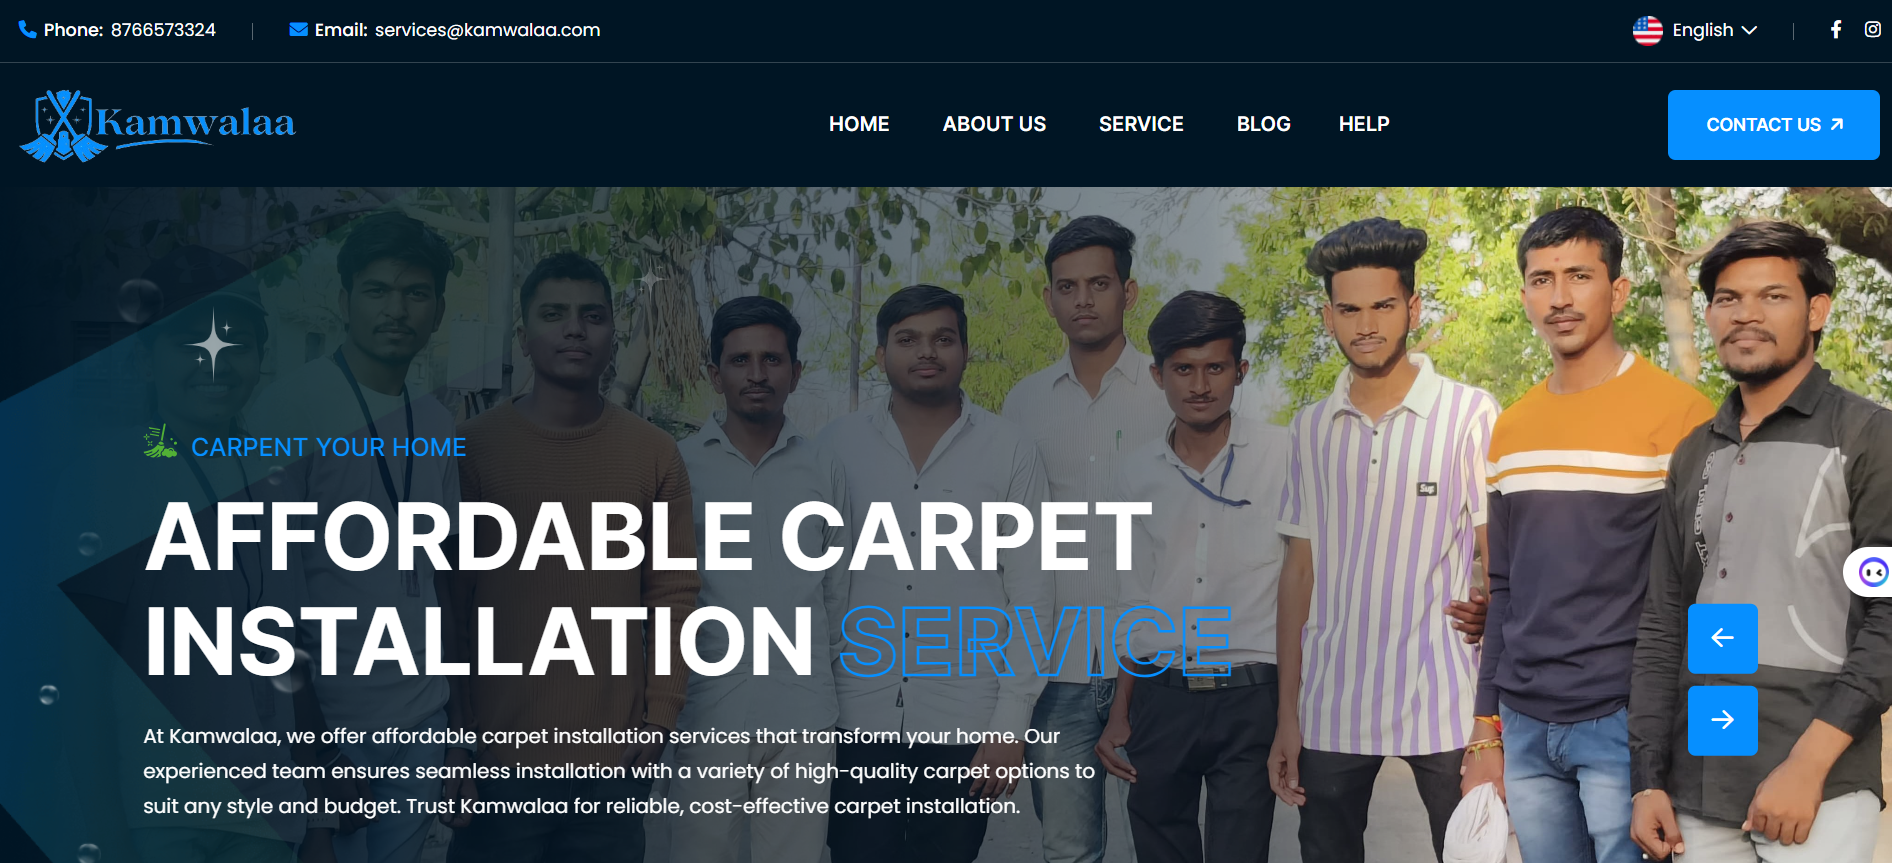 Phone: 8766573324
Email: services@kamwalaa.com
English
Kamwalaa
HOME
ABOUT US
SERVICE
BLOG
HELP
CONTACT US
CARPENT YOUR HOME
AFFORDABLE CARPET
INSTALLATION SERVICE
At Kamwalaa, we offer affordable carpet installation services that transform your home. Our
experienced team ensures seamless installation with a variety of high-quality carpet options to
suit any style and budget. Trust Kamwalaa for reliable, cost-effective carpet installation.